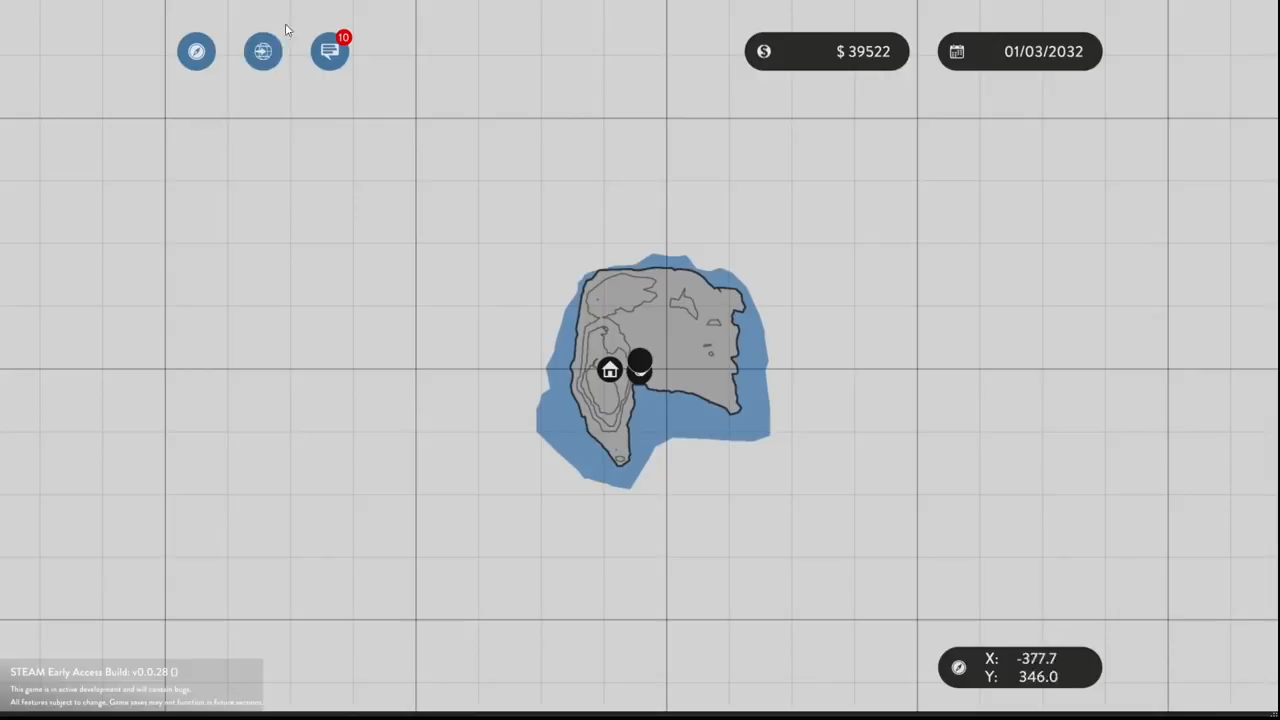 10
$ 39522
01/03/2032
STEAM Early Access Build: v0.0.28 ()
This game is in active development and will contain bugs.
All features subject to change, Game saves may not function in future versions.
X: -377.7
Y: 346.0